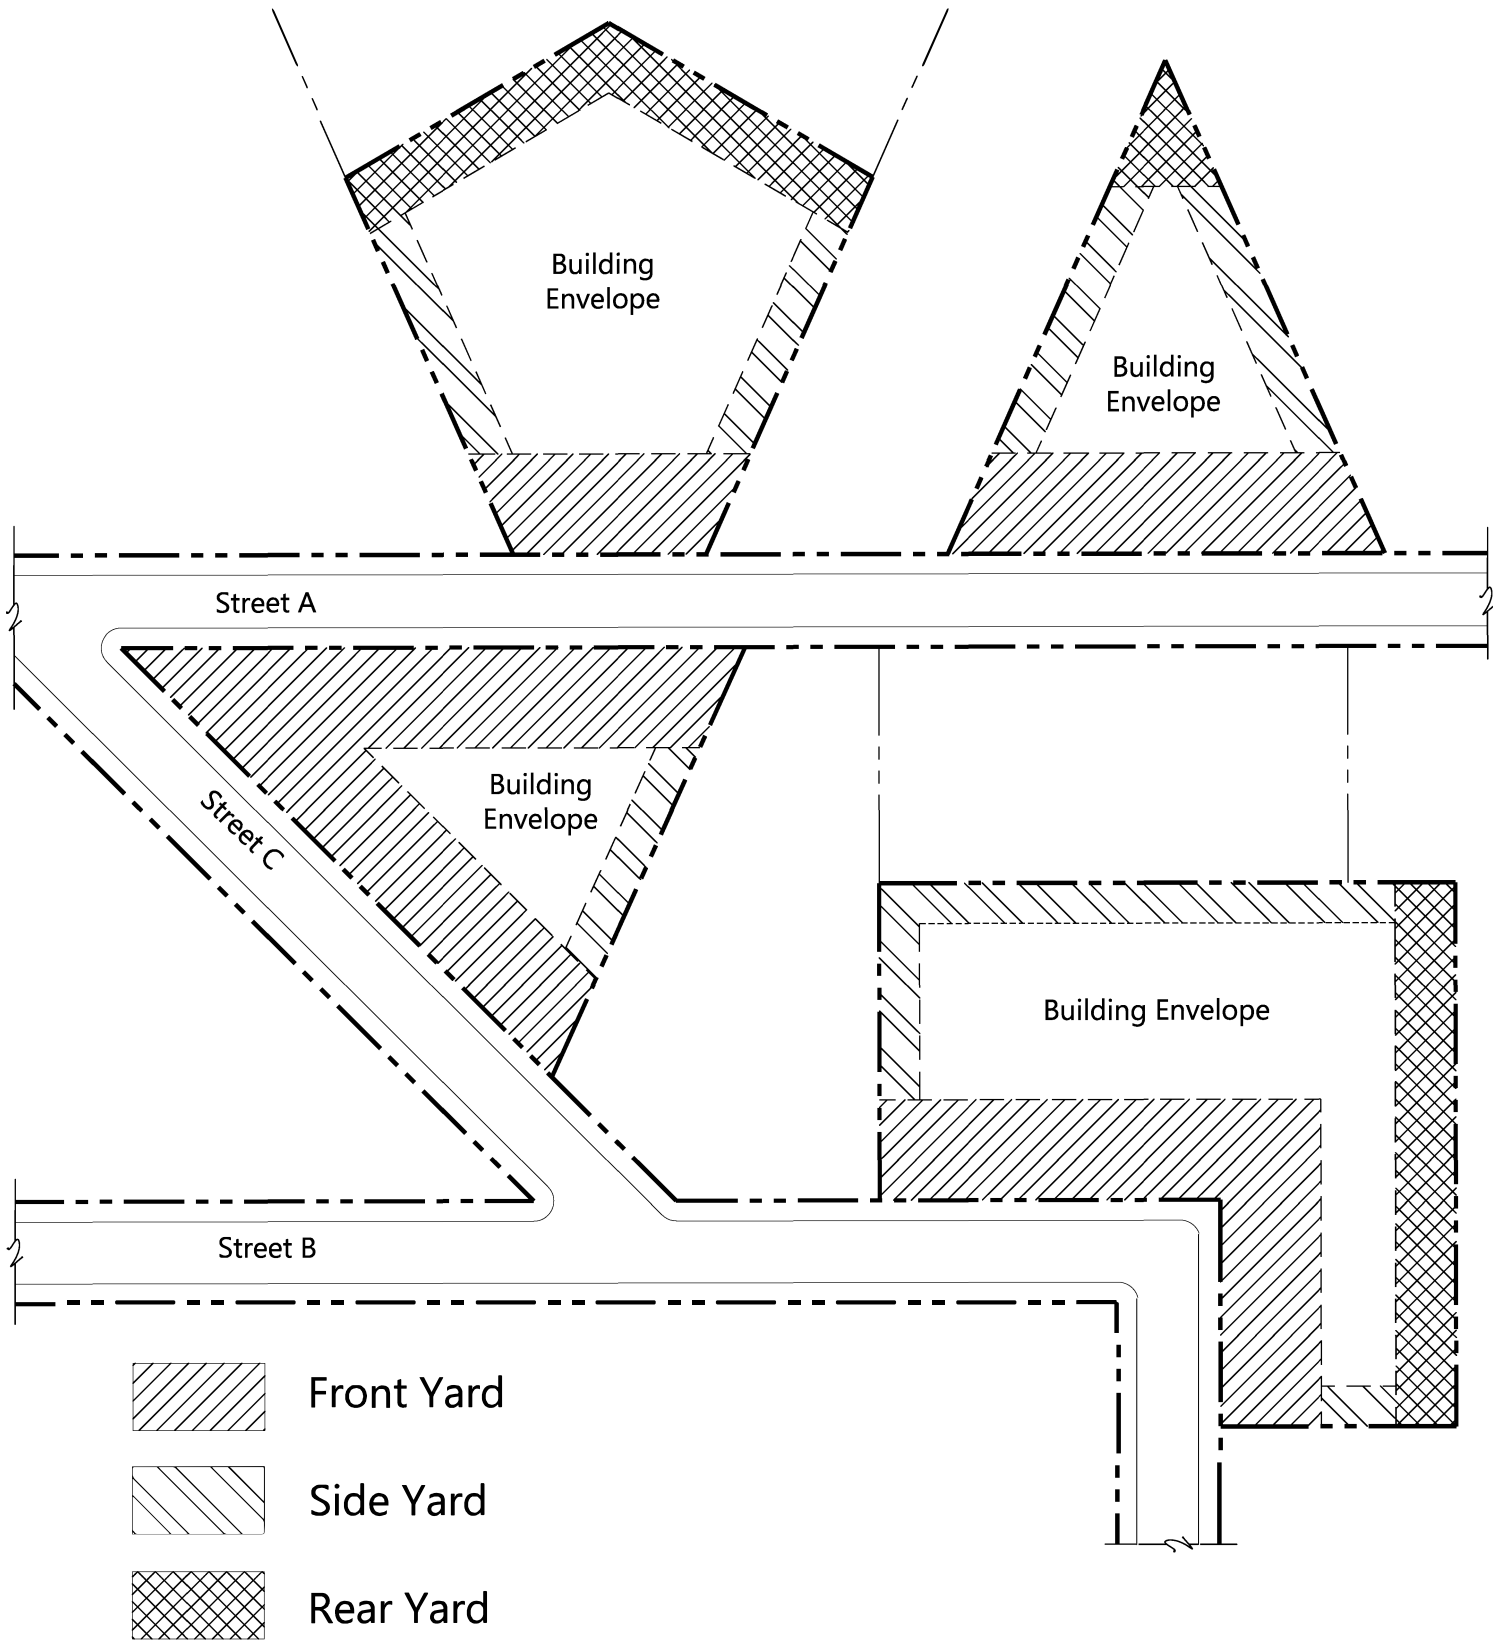 Building
Envelope
Building
Envelope
Street A
Building
Envelope
Street C
Building Envelope
Street B
Front Yard
Side Yard
Rear Yard